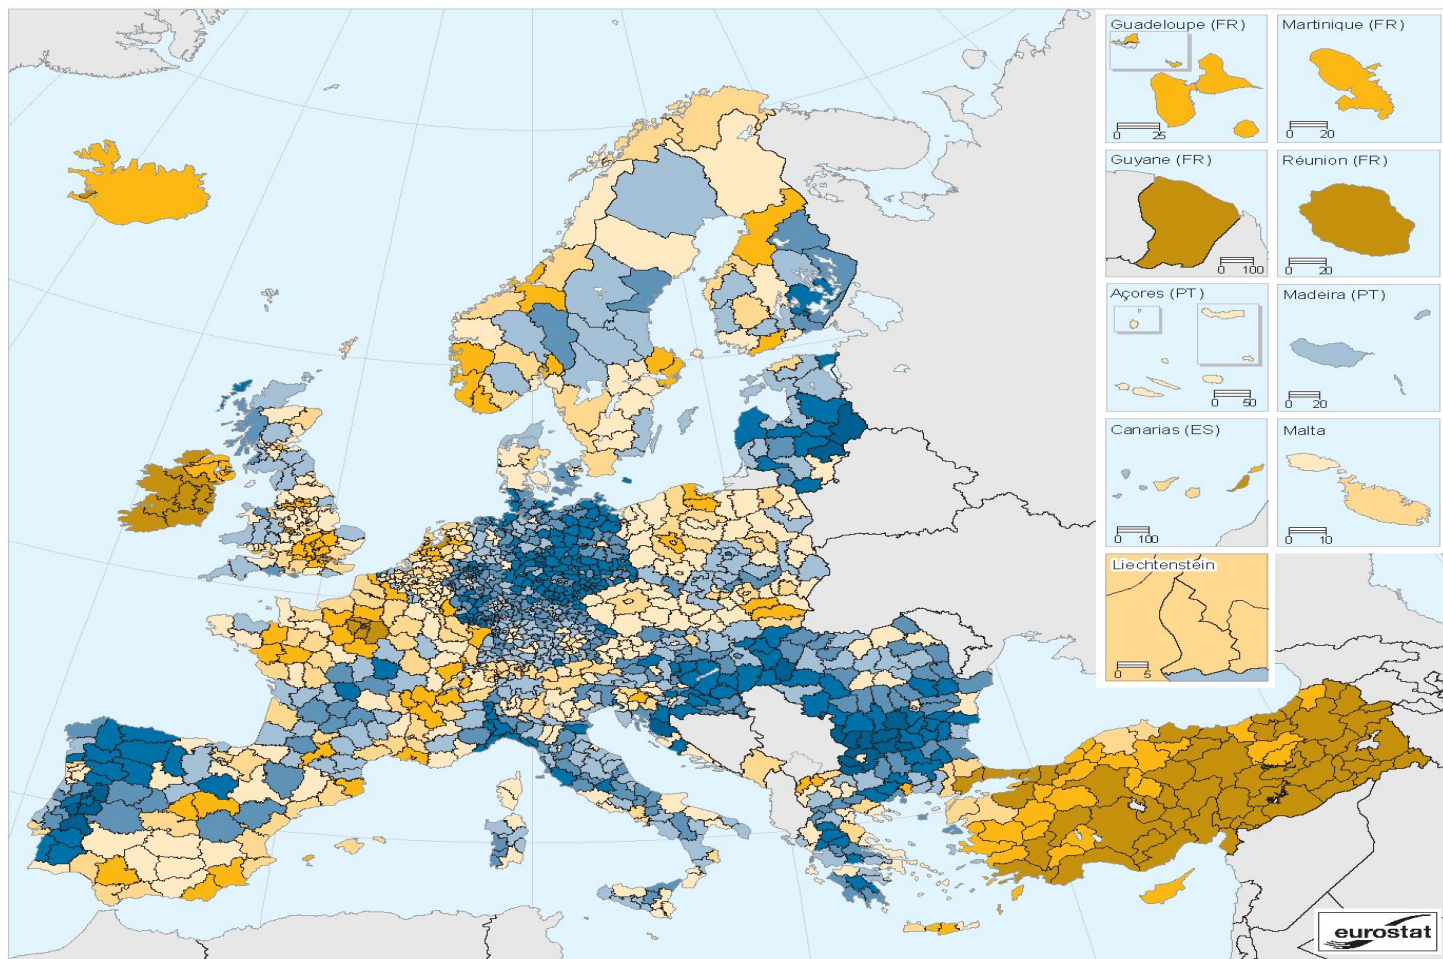 Guadeloupe (FR)
0 25
Martinique (FR)
0 20
Guyane (FR)
0 100
Réunion (FR)
0 20
Açores (PT)
0 50
Madeira (PT)
0 20
Canarias (ES)
0 100
Malta
0 10
Liechtenstein
0 5
eurostat